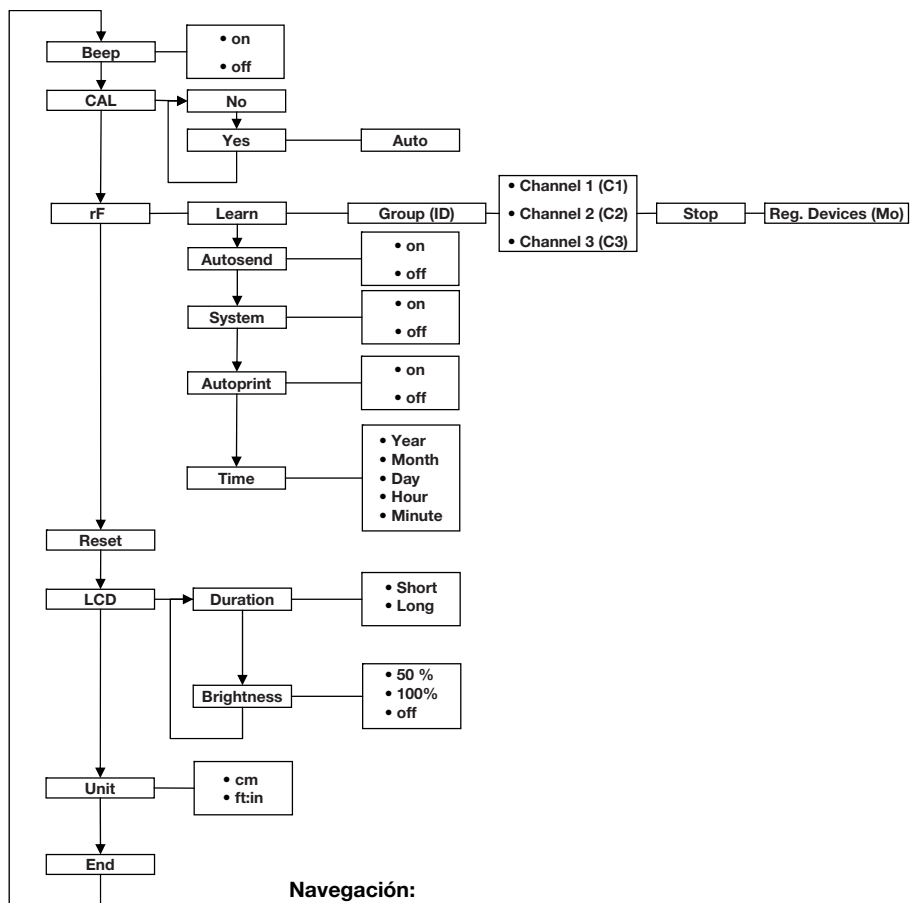 Beep
• on
• off
CAL
No
Yes
Auto
rF
Learn
Group (ID)
• Channel 1 (C1)
• Channel 2 (C2)
• Channel 3 (C3)
Stop
Reg. Devices (Mo)
Autosend
• on
• off
System
• on
• off
Autoprint
• on
• off
Time
• Year
• Month
• Day
• Hour
• Minute
Reset
LCD
Duration
• Short
• Long
Brightness
• 50 %
• 100%
• off
Unit
• cm
• ft:in
End
Navegación: